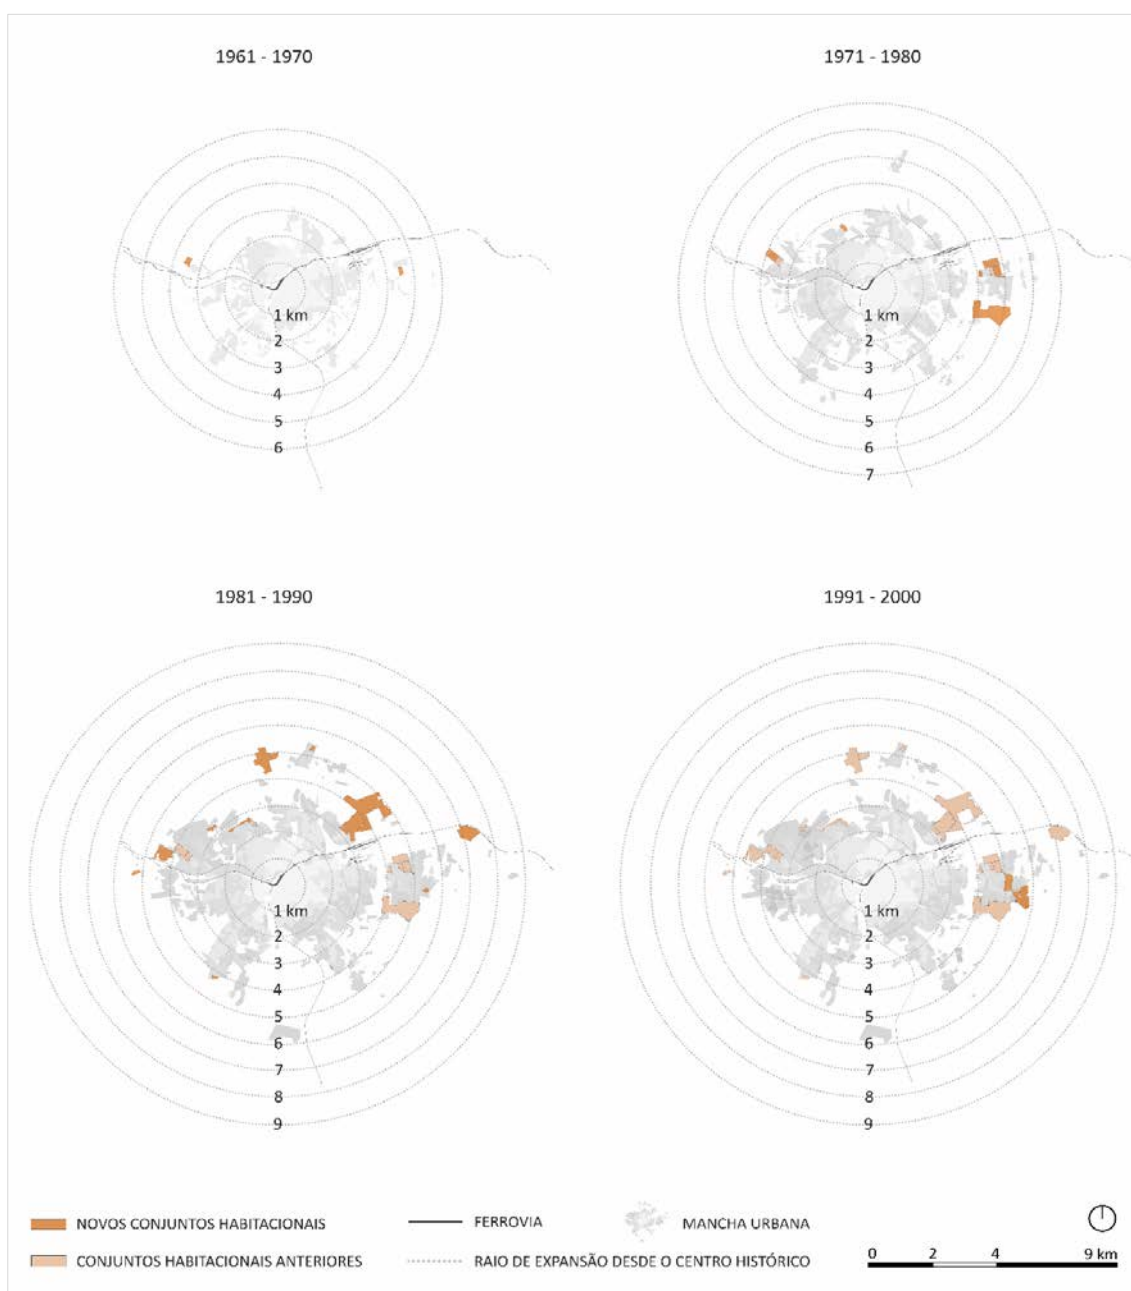 1961 - 1970
1 km
2
3
4
5
6
1971 - 1980
1 km
2
3
4
5
6
7
1981 - 1990
1 km
2
3
4
5
6
7
8
9
1991 - 2000
1 km
2
3
4
5
6
7
8
9
NOVOS CONJUNTOS HABITACIONAIS
CONJUNTOS HABITACIONAIS ANTERIORES
FERROVIA
RAIO DE EXPANSÃO DESDE O CENTRO HISTÓRICO
MANCHA URBANA
0 2 4 9 km